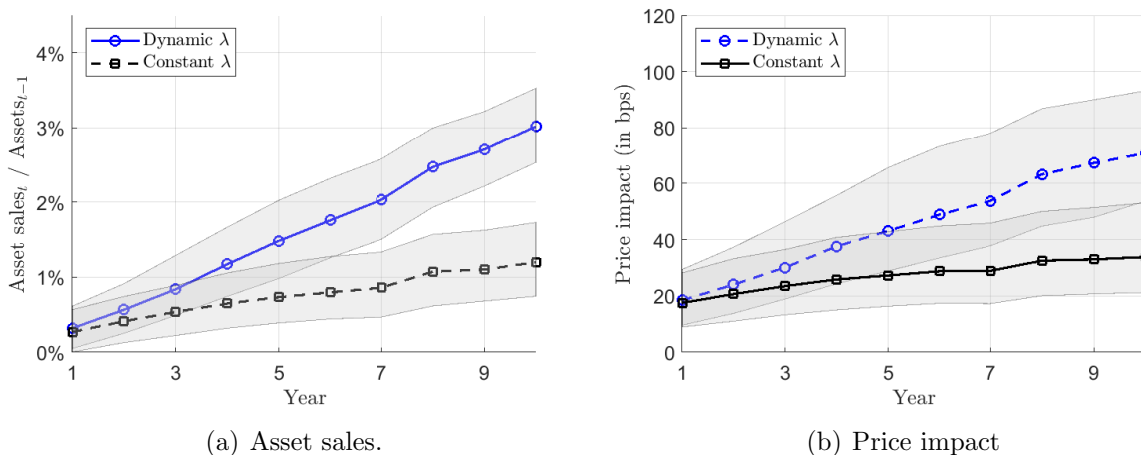 Asset sales_t / Assets_{t−1}
4%
3%
2%
1%
0%
Dynamic λ
Constant λ
1 3 5 7 9
Year
(a) Asset sales.
Price impact (in bps)
120
100
80
60
40
20
0
Dynamic λ
Constant λ
1 3 5 7 9
Year
(b) Price impact